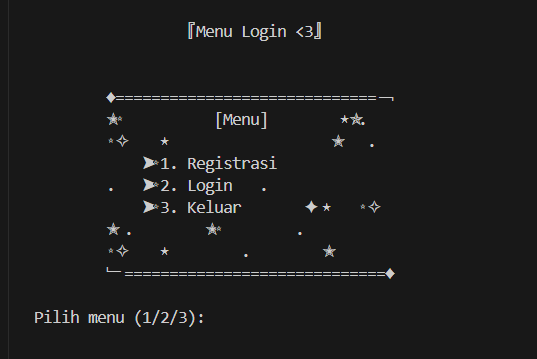 『Menu Login <3』
♦=============================﹁
✯* [Menu] ⋆✯.
*✧ ⋆ ✯ .
➤1. Registrasi
. ➤2. Login .
➤3. Keluar ✦⋆ *✧
✯. ✯* .
*✧ ⋆ . ✯
﹂=============================♦
Pilih menu (1/2/3):